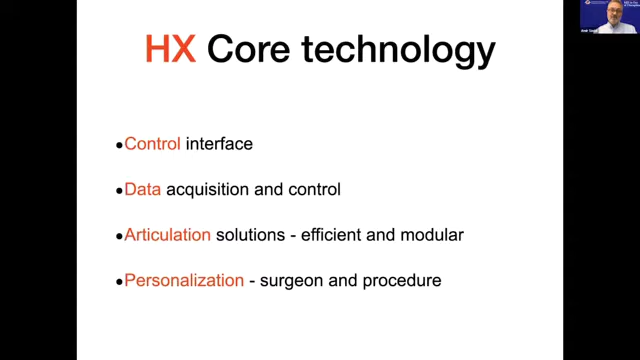 HX Core technology
•Control interface
•Data acquisition and control
•Articulation solutions - efficient and modular
•Personalization - surgeon and procedure